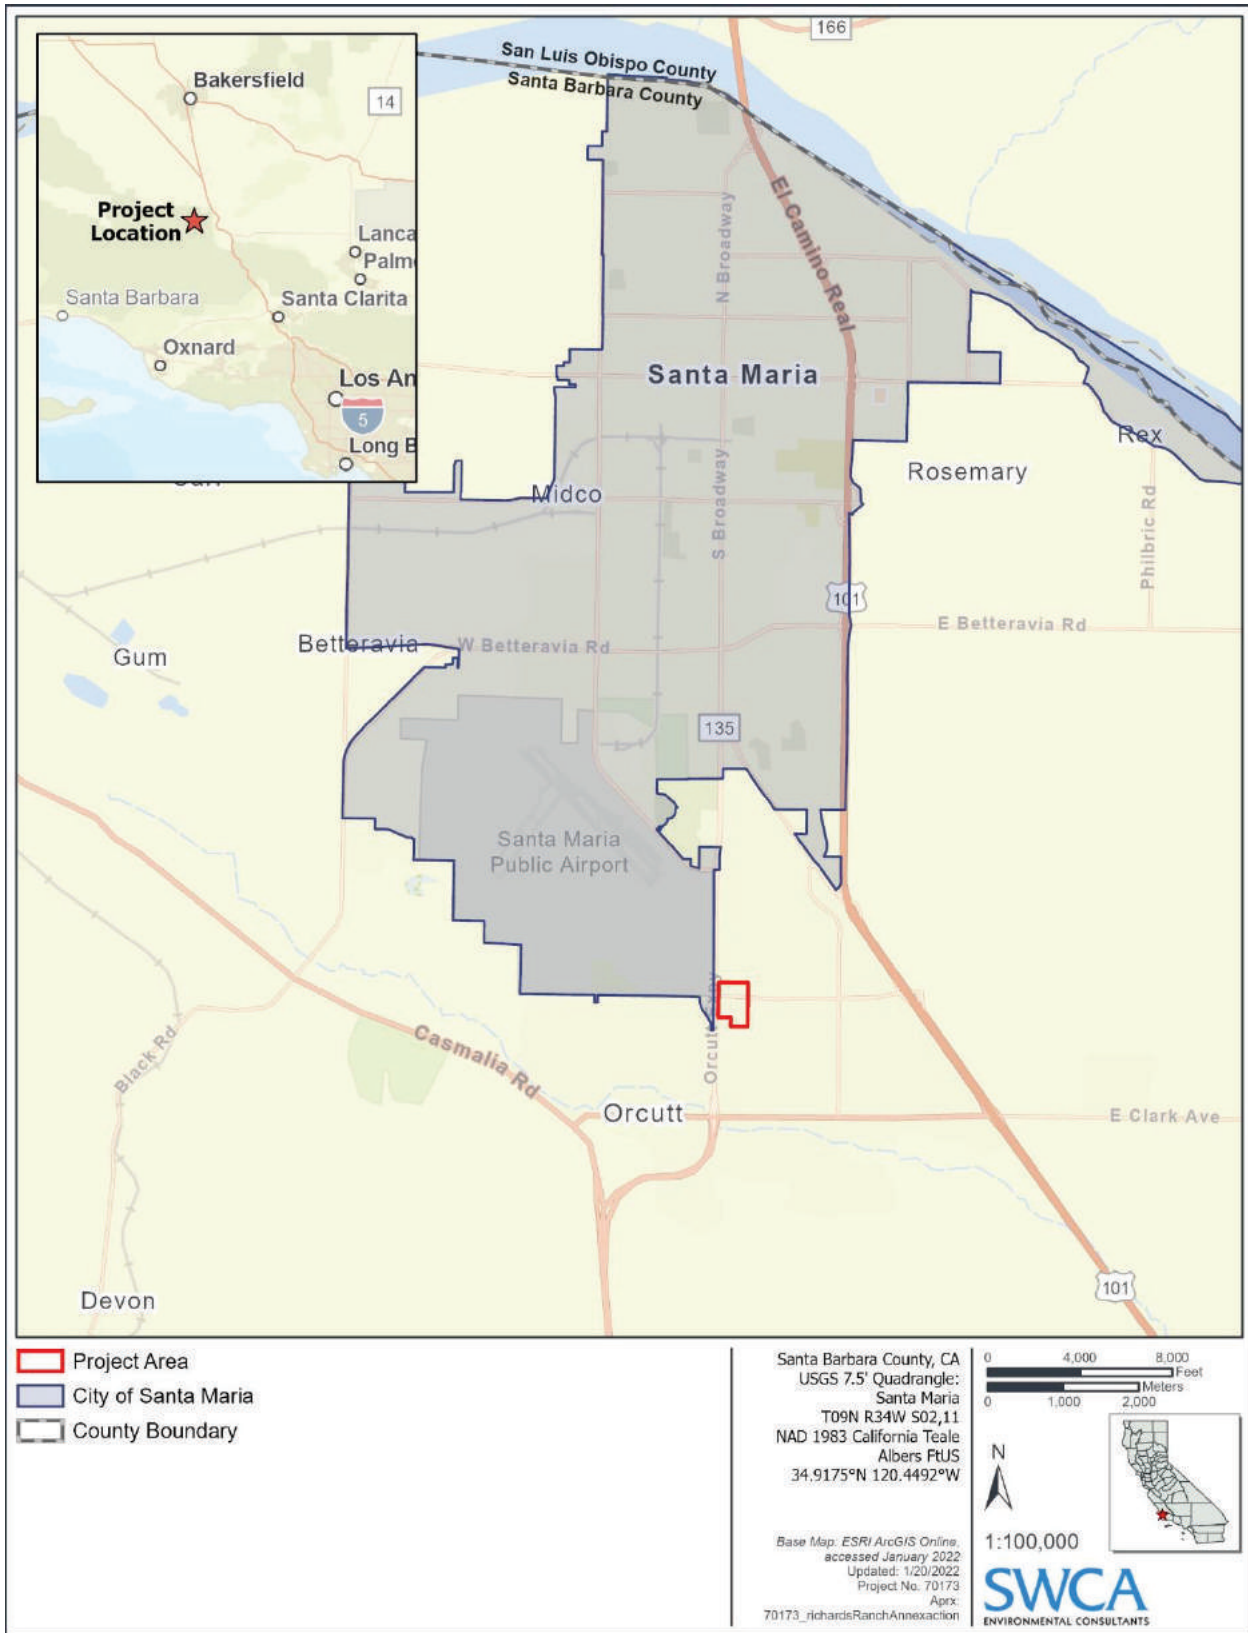 166
San Luis Obispo County
Santa Barbara County
Bakersfield
14
Project
Location
Lanca
Palm
Santa Barbara
Santa Clarita
Oxnard
Los An
5
Long B
N Broadway
El Camino Real
Santa Maria
Rex
Rosemary
Midco
S Broadway
Philbric Rd
101
E Betteravia Rd
Betteravia
W Betteravia Rd
Gum
135
Santa Maria
Public Airport
Orcutt Expy
Black Rd
Casmalia Rd
Orcutt
E Clark Ave
Devon
101
Project Area
City of Santa Maria
County Boundary
Santa Barbara County, CA
USGS 7.5' Quadrangle:
Santa Maria
T09N R34W S02,11
NAD 1983 California Teale
Albers FtUS
34.9175°N 120.4492°W
Base Map: ESRI ArcGIS Online,
accessed January 2022
Updated: 1/20/2022
Project No. 70173
Aprx:
70173_richardsRanchAnnexaction
0 4,000 8,000
Feet
Meters
0 1,000 2,000
N
1:100,000
SWCA
ENVIRONMENTAL CONSULTANTS